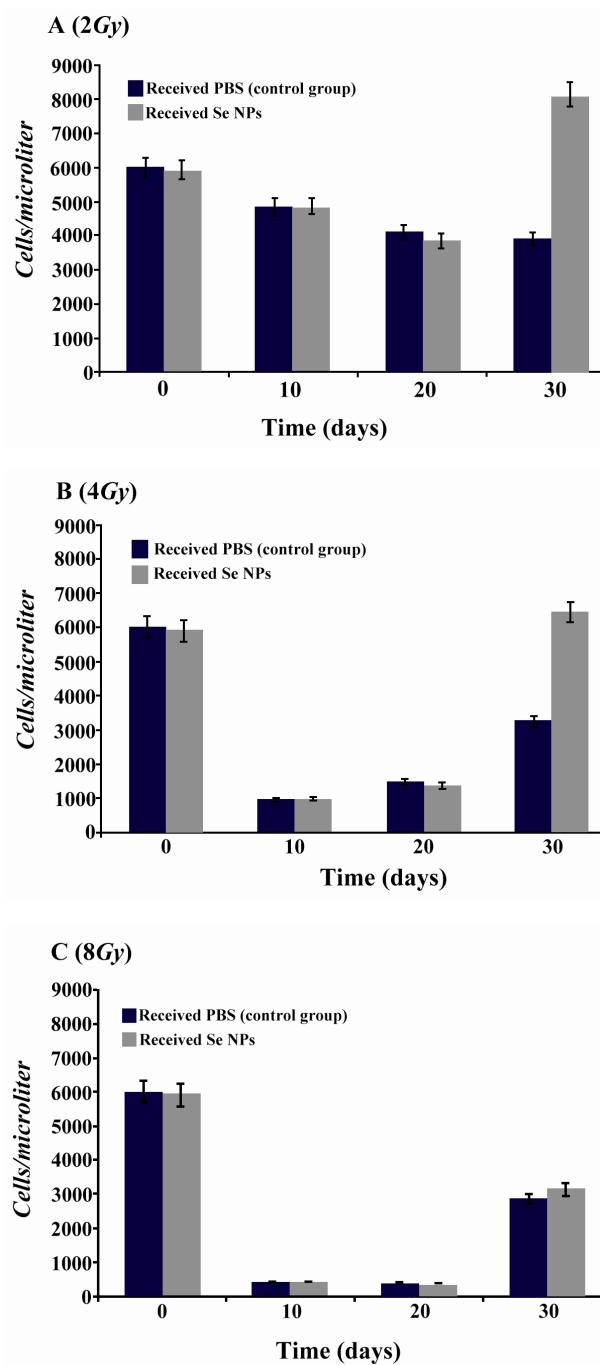 A (2Gy)
9000
Received PBS (control group)
8000
Received Se NPs
7000
6000
5000
4000
3000
2000
1000
0
Cells/microliter
0 10 20 30
Time (days)
B (4Gy)
9000
Received PBS (control group)
8000
Received Se NPs
7000
6000
5000
4000
3000
2000
1000
0
Cells/microliter
0 10 20 30
Time (days)
C (8Gy)
9000
Received PBS (control group)
8000
Received Se NPs
7000
6000
5000
4000
3000
2000
1000
0
Cells/microliter
0 10 20 30
Time (days)